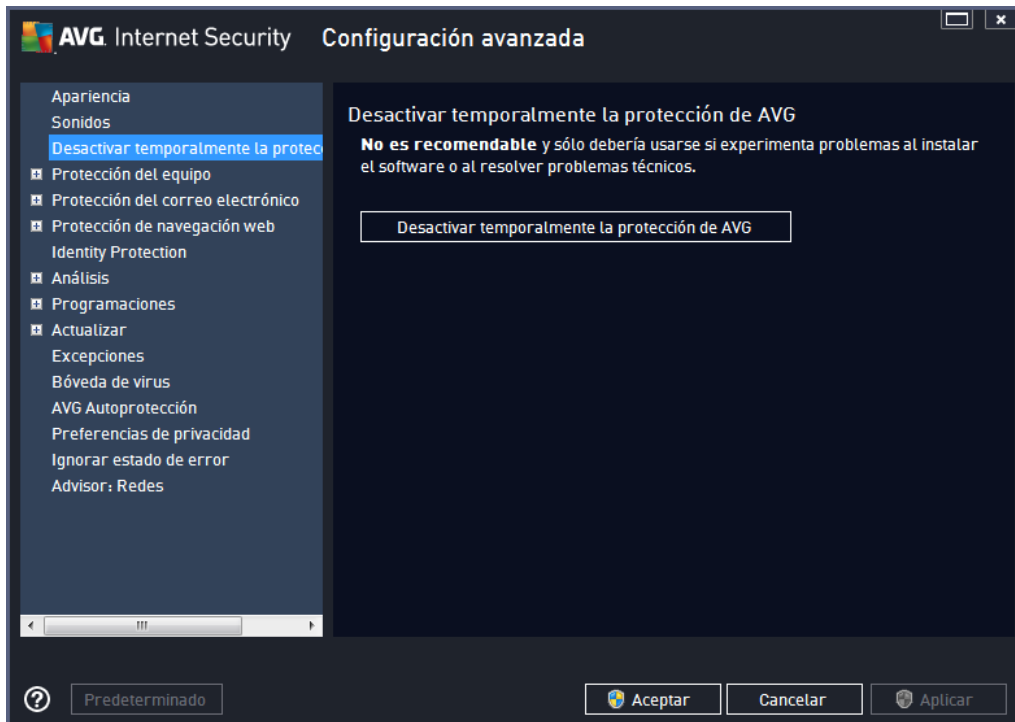 AVG. Internet Security Configuración avanzada
Apariencia
Sonidos
Desactivar temporalmente la protec
Protección del equipo
Protección del correo electrónico
Protección de navegación web
Identity Protection
Análisis
Programaciones
Actualizar
Excepciones
Bóveda de virus
AVG Autoprotección
Preferencias de privacidad
Ignorar estado de error
Advisor: Redes
Desactivar temporalmente la protección de AVG
No es recomendable y sólo debería usarse si experimenta problemas al instalar
el software o al resolver problemas técnicos.
Desactivar temporalmente la protección de AVG
Predeterminado
Aceptar
Cancelar
Aplicar